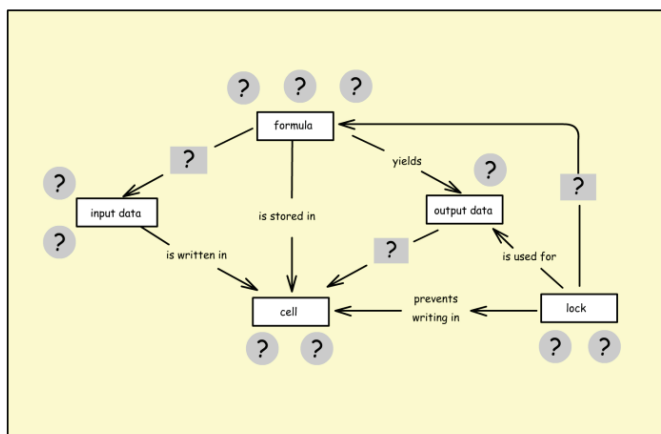 ? ? ?
formula
?
yields
?
?
?
input data
?
is stored in
output data
?
is written in
?
is used for
cell
prevents
writing in
lock
? ?
? ?